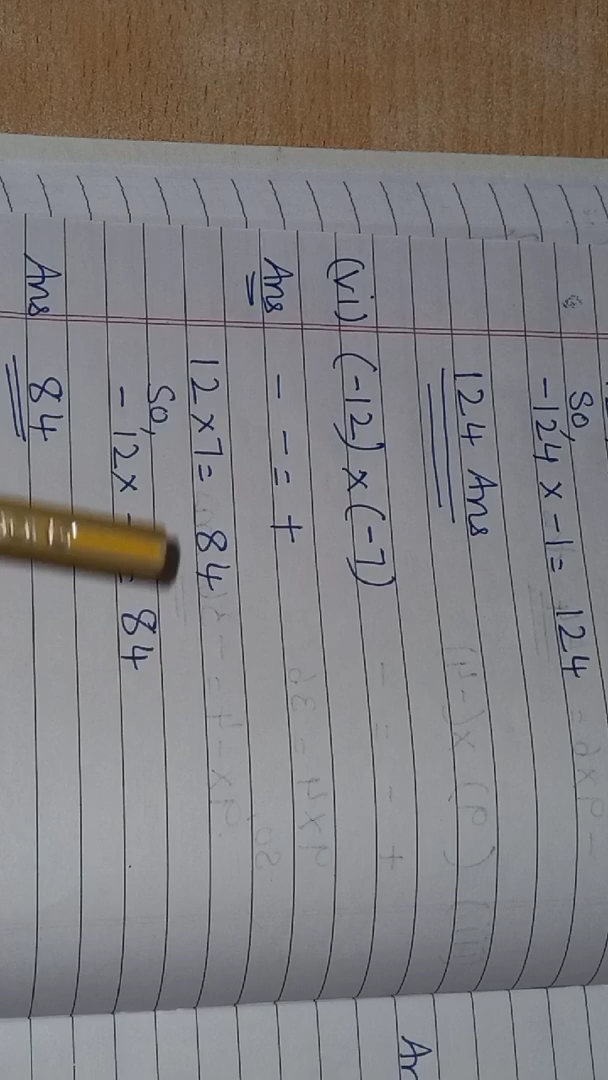 So,
-124 x -1 = 124
124 Ans
(vi) (-12) x (-7)
Ans - - = +
12 x 7 = 84
So,
- 12 x - = 84
Ans 84